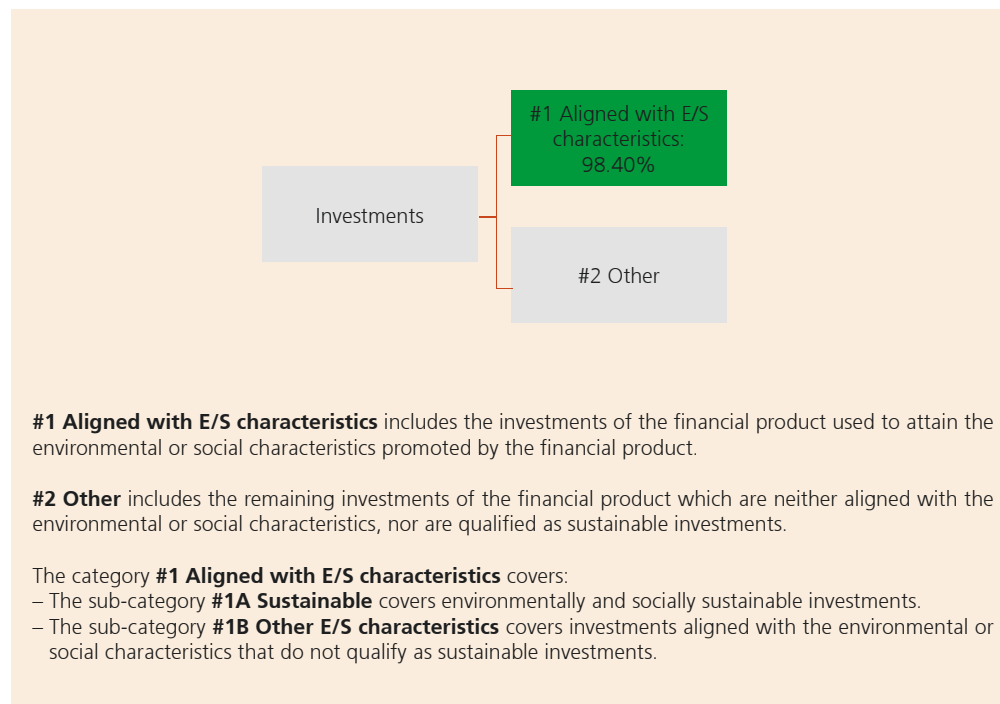 #1 Aligned with E/S
characteristics:
98.40%
Investments
#2 Other
#1 Aligned with E/S characteristics includes the investments of the financial product used to attain the
environmental or social characteristics promoted by the financial product.
#2 Other includes the remaining investments of the financial product which are neither aligned with the
environmental or social characteristics, nor are qualified as sustainable investments.
The category #1 Aligned with E/S characteristics covers:
– The sub-category #1A Sustainable covers environmentally and socially sustainable investments.
– The sub-category #1B Other E/S characteristics covers investments aligned with the environmental or
social characteristics that do not qualify as sustainable investments.